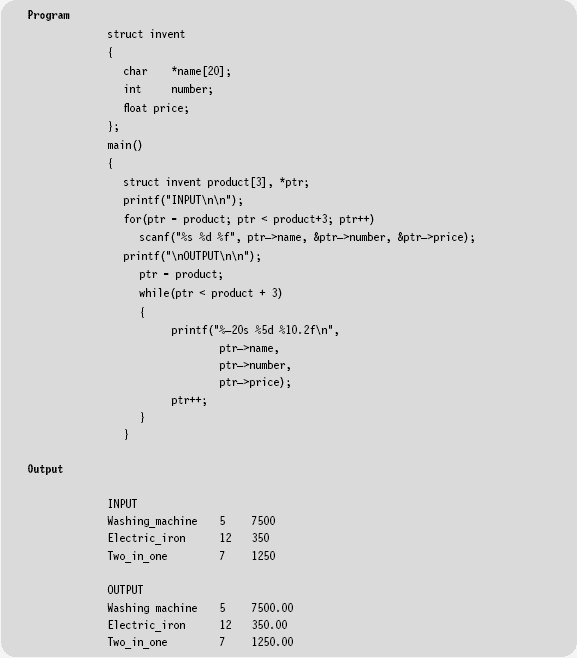 Program
struct invent
{
char *name[20];
int number;
float price;
};
main()
{
struct invent product[3], *ptr;
printf("INPUT\n\n");
for(ptr = product; ptr < product+3; ptr++)
scanf("%s %d %f", ptr–>name, &ptr–>number, &ptr–>price);
printf("\nOUTPUT\n\n");
ptr = product;
while(ptr < product + 3)
{
printf("%–20s %5d %10.2f\n",
ptr–>name,
ptr–>number,
ptr–>price);
ptr++;
}
}
Output
INPUT
Washing_machine 5 7500
Electric_iron 12 350
Two_in_one 7 1250
OUTPUT
Washing machine 5 7500.00
Electric_iron 12 350.00
Two_in_one 7 1250.00